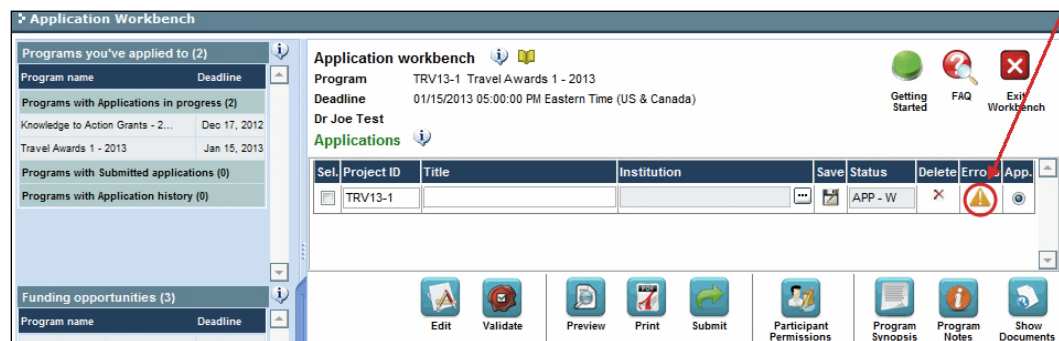 Application Workbench
Programs you've applied to (2)
Program name Deadline
Programs with Applications in progress (2)
Knowledge to Action Grants - 2... Dec 17, 2012
Travel Awards 1 - 2013 Jan 15, 2013
Programs with Submitted applications (0)
Programs with Application history (0)
Funding opportunities (3)
Program name Deadline
Application workbench
Program TRV13-1 Travel Awards 1 - 2013
Deadline 01/15/2013 05:00:00 PM Eastern Time (US & Canada)
Dr Joe Test
Applications
Getting Started
FAQ
Exit Workbench
Sel. Project ID Title Institution Save Status Delete Errors App.
TRV13-1 ... APP - W
Edit Validate Preview Print Submit Participant Permissions Program Synopsis Program Notes Show Documents